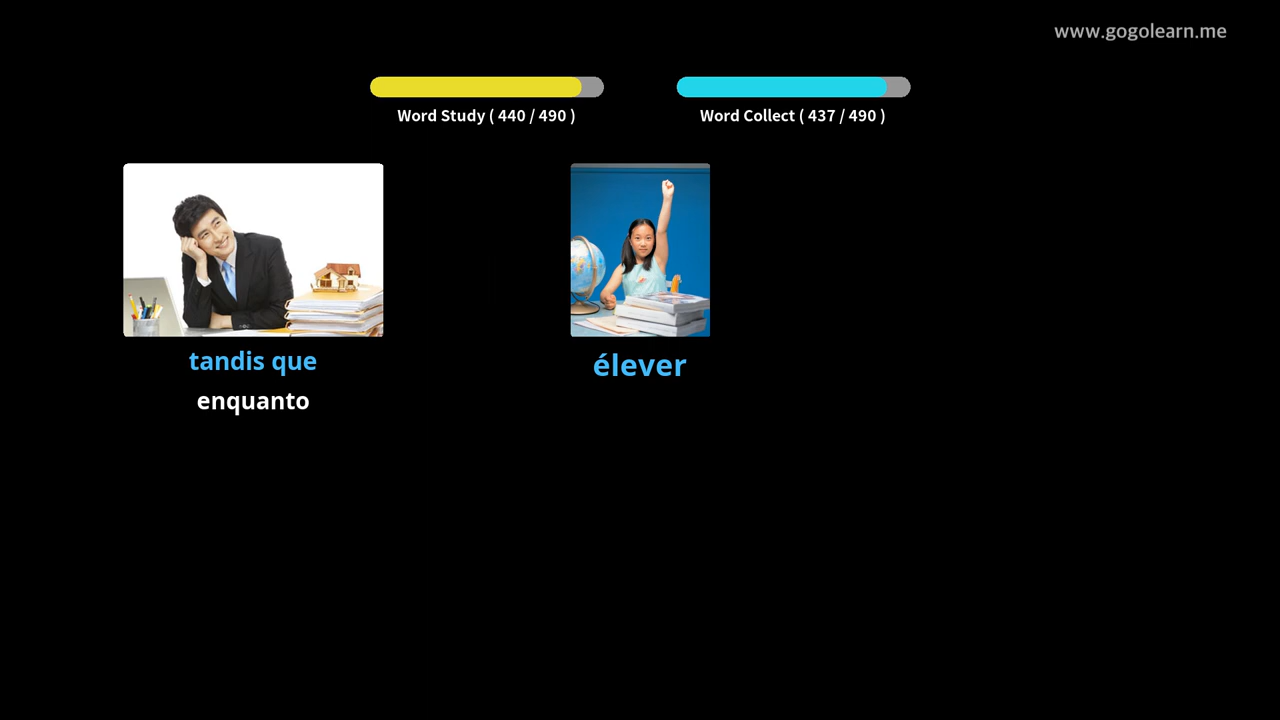 www.gogolearn.me
Word Study ( 440 / 490 )
Word Collect ( 437 / 490 )
tandis que
enquanto
élever